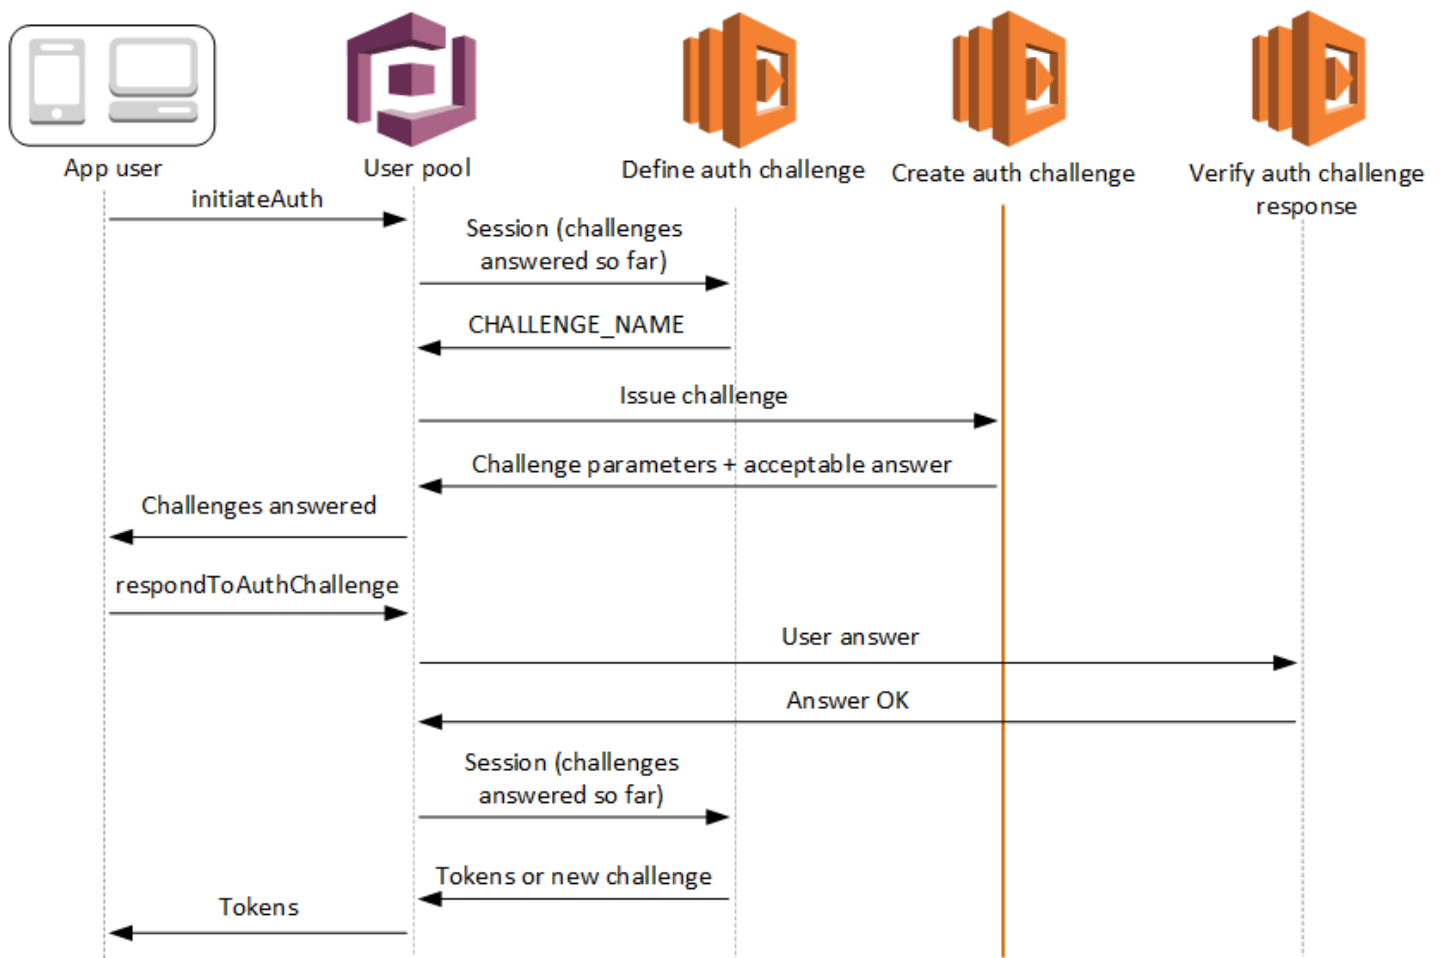 App user
User pool
Define auth challenge
Create auth challenge
Verify auth challenge
response
initiateAuth
Session (challenges
answered so far)
CHALLENGE_NAME
Issue challenge
Challenge parameters + acceptable answer
Challenges answered
respondToAuthChallenge
User answer
Answer OK
Session (challenges
answered so far)
Tokens or new challenge
Tokens